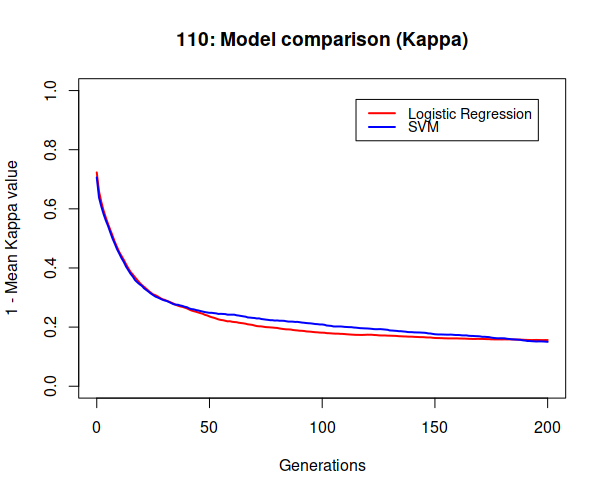 110: Model comparison (Kappa)
Logistic Regression
SVM
1 - Mean Kappa value
1.0
0.8
0.6
0.4
0.2
0.0
0 50 100 150 200
Generations